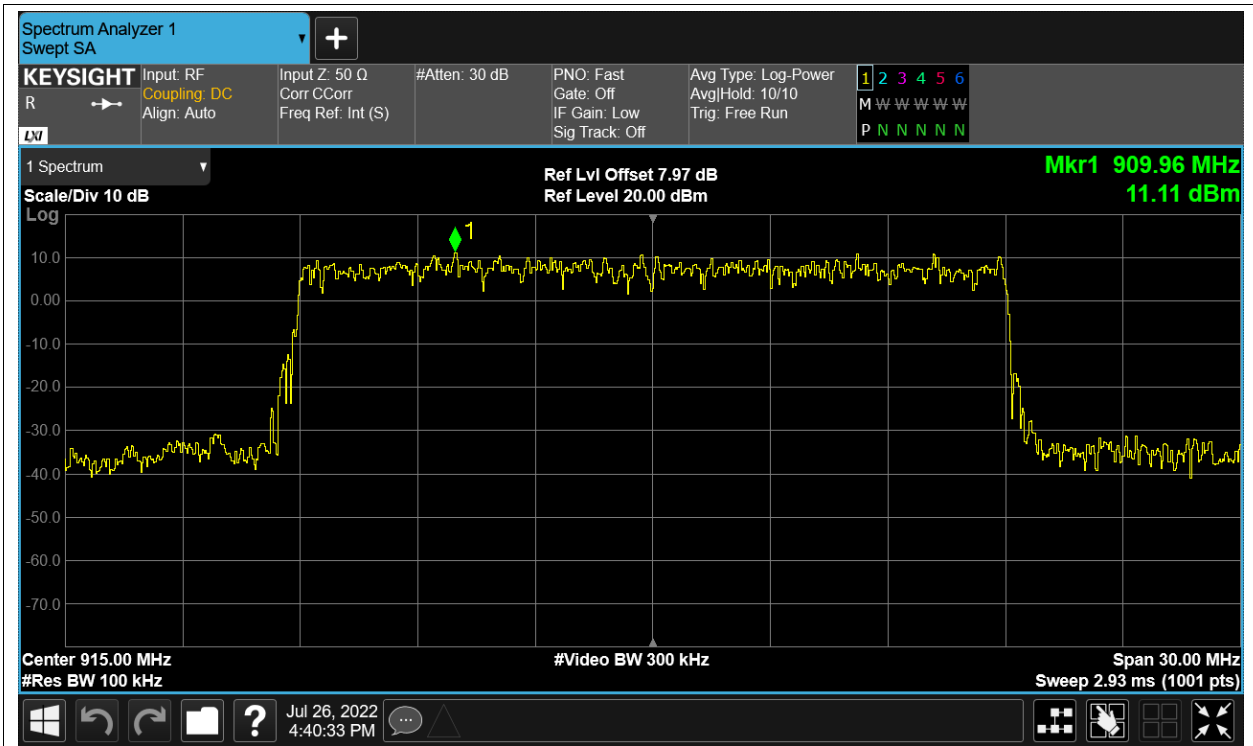 Spectrum Analyzer 1
Swept SA
KEYSIGHT
R
LXI
Input: RF
Coupling: DC
Align: Auto
Input Z: 50 Ω
Corr CCorr
Freq Ref: Int (S)
#Atten: 30 dB
PNO: Fast
Gate: Off
IF Gain: Low
Sig Track: Off
Avg Type: Log-Power
Avg|Hold: 10/10
Trig: Free Run
1 2 3 4 5 6
M W W W W W
P N N N N N
1 Spectrum
Scale/Div 10 dB
Log
Ref Lvl Offset 7.97 dB
Ref Level 20.00 dBm
Mkr1 909.96 MHz
11.11 dBm
1
10.0
0.00
-10.0
-20.0
-30.0
-40.0
-50.0
-60.0
-70.0
Center 915.00 MHz
#Res BW 100 kHz
#Video BW 300 kHz
Span 30.00 MHz
Sweep 2.93 ms (1001 pts)
?
Jul 26, 2022
4:40:33 PM